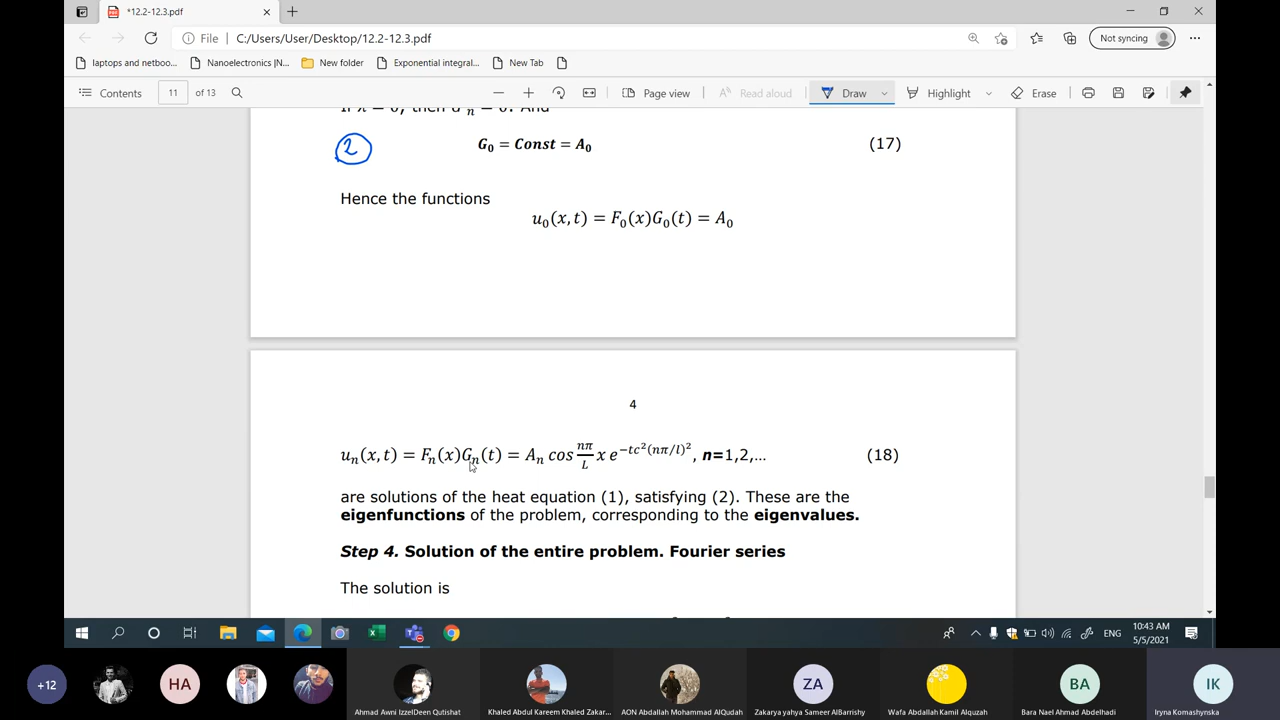 *12.2-12.3.pdf
File C:/Users/User/Desktop/12.2-12.3.pdf Not syncing
laptops and netboo... Nanoelectronics |N... New folder Exponential integral... New Tab
Contents 11 of 13 Page view Read aloud Draw Highlight Erase
2 G₀ = Const = A₀ (17)
Hence the functions
u₀(x, t) = F₀(x)G₀(t) = A₀
4
uₙ(x, t) = Fₙ(x)Gₙ(t) = Aₙ cos nπ/L x e^−tc²(nπ/l)², n=1,2,... (18)
are solutions of the heat equation (1), satisfying (2). These are the
eigenfunctions of the problem, corresponding to the eigenvalues.
Step 4. Solution of the entire problem. Fourier series
The solution is
ENG 10:43 AM
5/5/2021
+12 HA ZA BA IK
Ahmad Awni IzzelDeen Qutishat Khaled Abdul Kareem Khaled Zakar... AON Abdallah Mohammad AlQudah Zakarya yahya Sameer AlBarrishy Wafa Abdallah Kamil Alquzah Bara Nael Ahmad Abdelhadi Iryna Komashynska